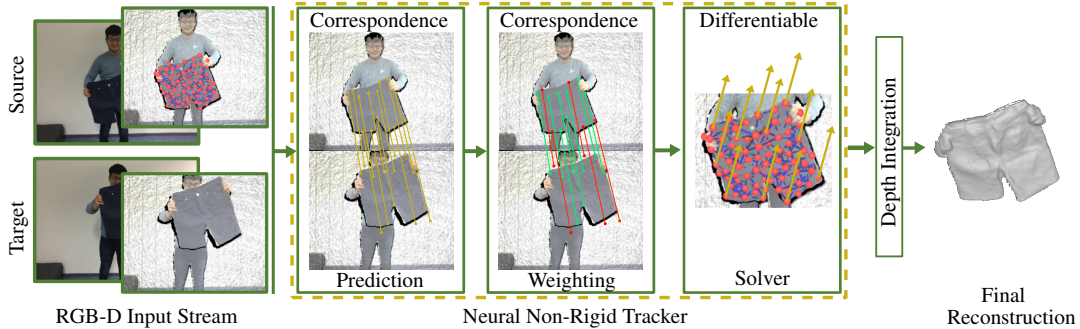 Source
Target
RGB-D Input Stream
Correspondence
Prediction
Correspondence
Weighting
Differentiable
Solver
Neural Non-Rigid Tracker
Depth Integration
Final
Reconstruction